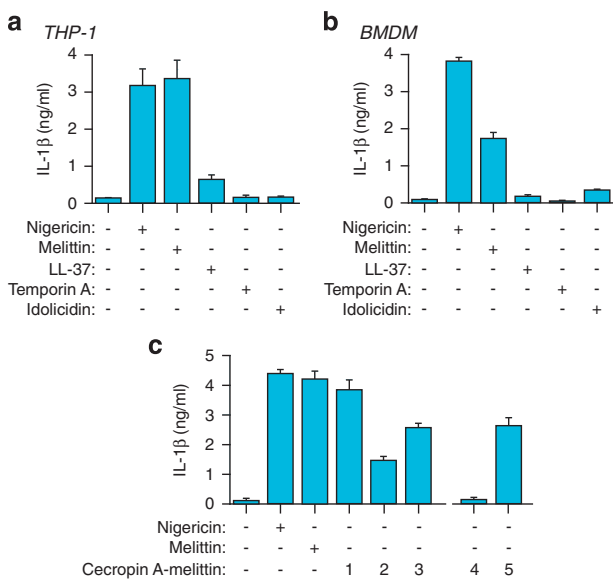 a THP-1
IL-1β (ng/ml)
4
3
2
1
0
Nigericin: - + - - - -
Melittin: - - + - - -
LL-37: - - - + - -
Temporin A: - - - - + -
Idolicidin: - - - - - +
b BMDM
IL-1β (ng/ml)
4
3
2
1
0
Nigericin: - + - - - -
Melittin: - - + - - -
LL-37: - - - + - -
Temporin A: - - - - + -
Idolicidin: - - - - - +
c
IL-1β (ng/ml)
5
4
3
2
1
0
Nigericin: - + - - - - - -
Melittin: - - + - - - - -
Cecropin A-melittin: - - - 1 2 3 4 5